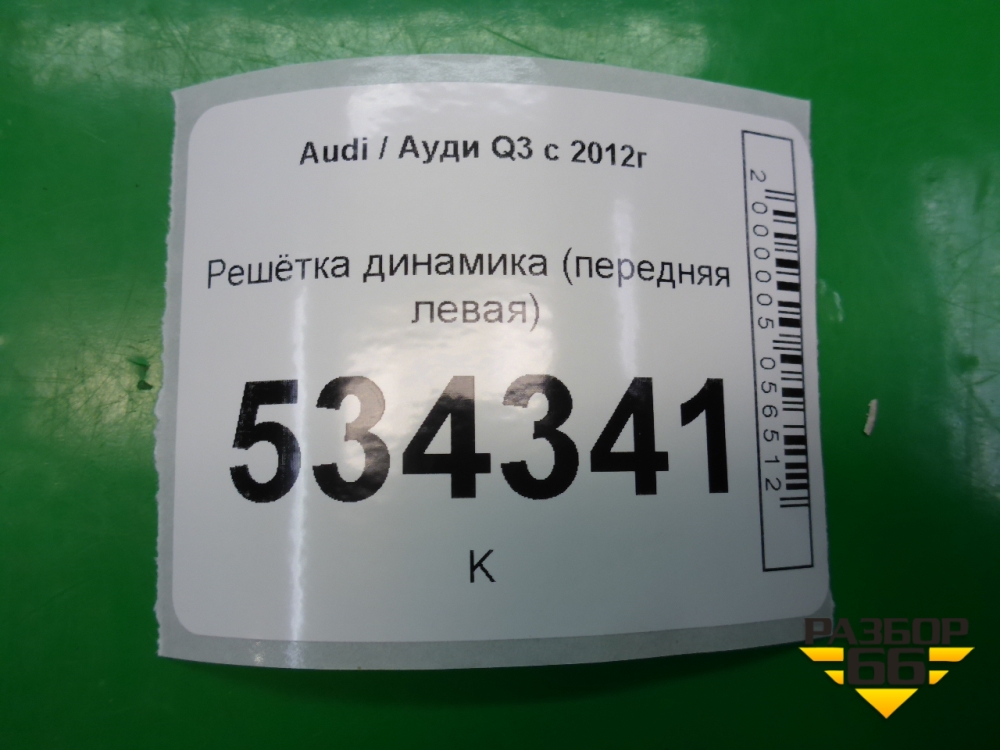 Audi / Ауди Q3 с 2012г
Решётка динамика (передняя
левая)
534341
К
2000005056512
РАЗБОР
66